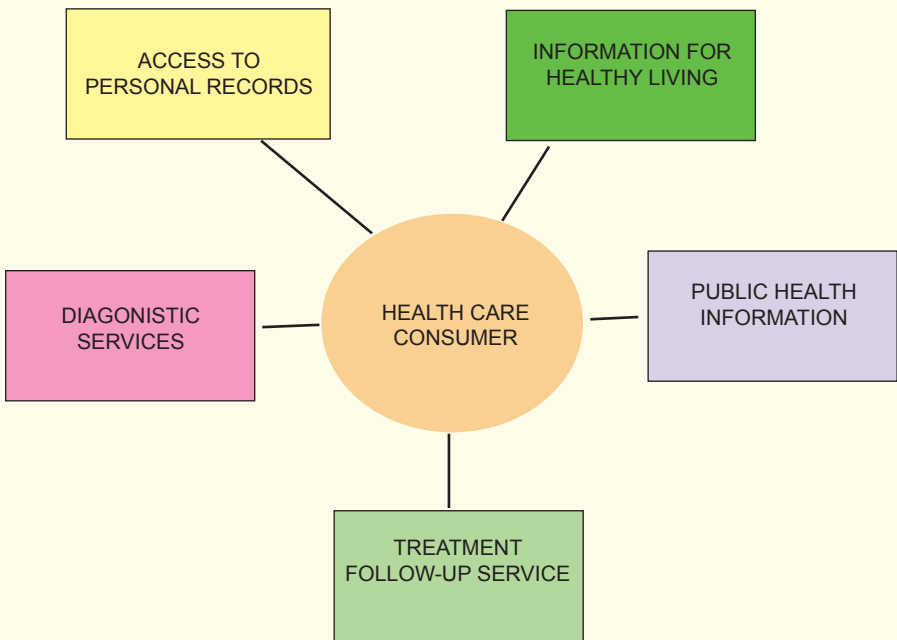 ACCESS TO
PERSONAL RECORDS
INFORMATION FOR
HEALTHY LIVING
DIAGONISTIC
SERVICES
HEALTH CARE
CONSUMER
PUBLIC HEALTH
INFORMATION
TREATMENT
FOLLOW-UP SERVICE